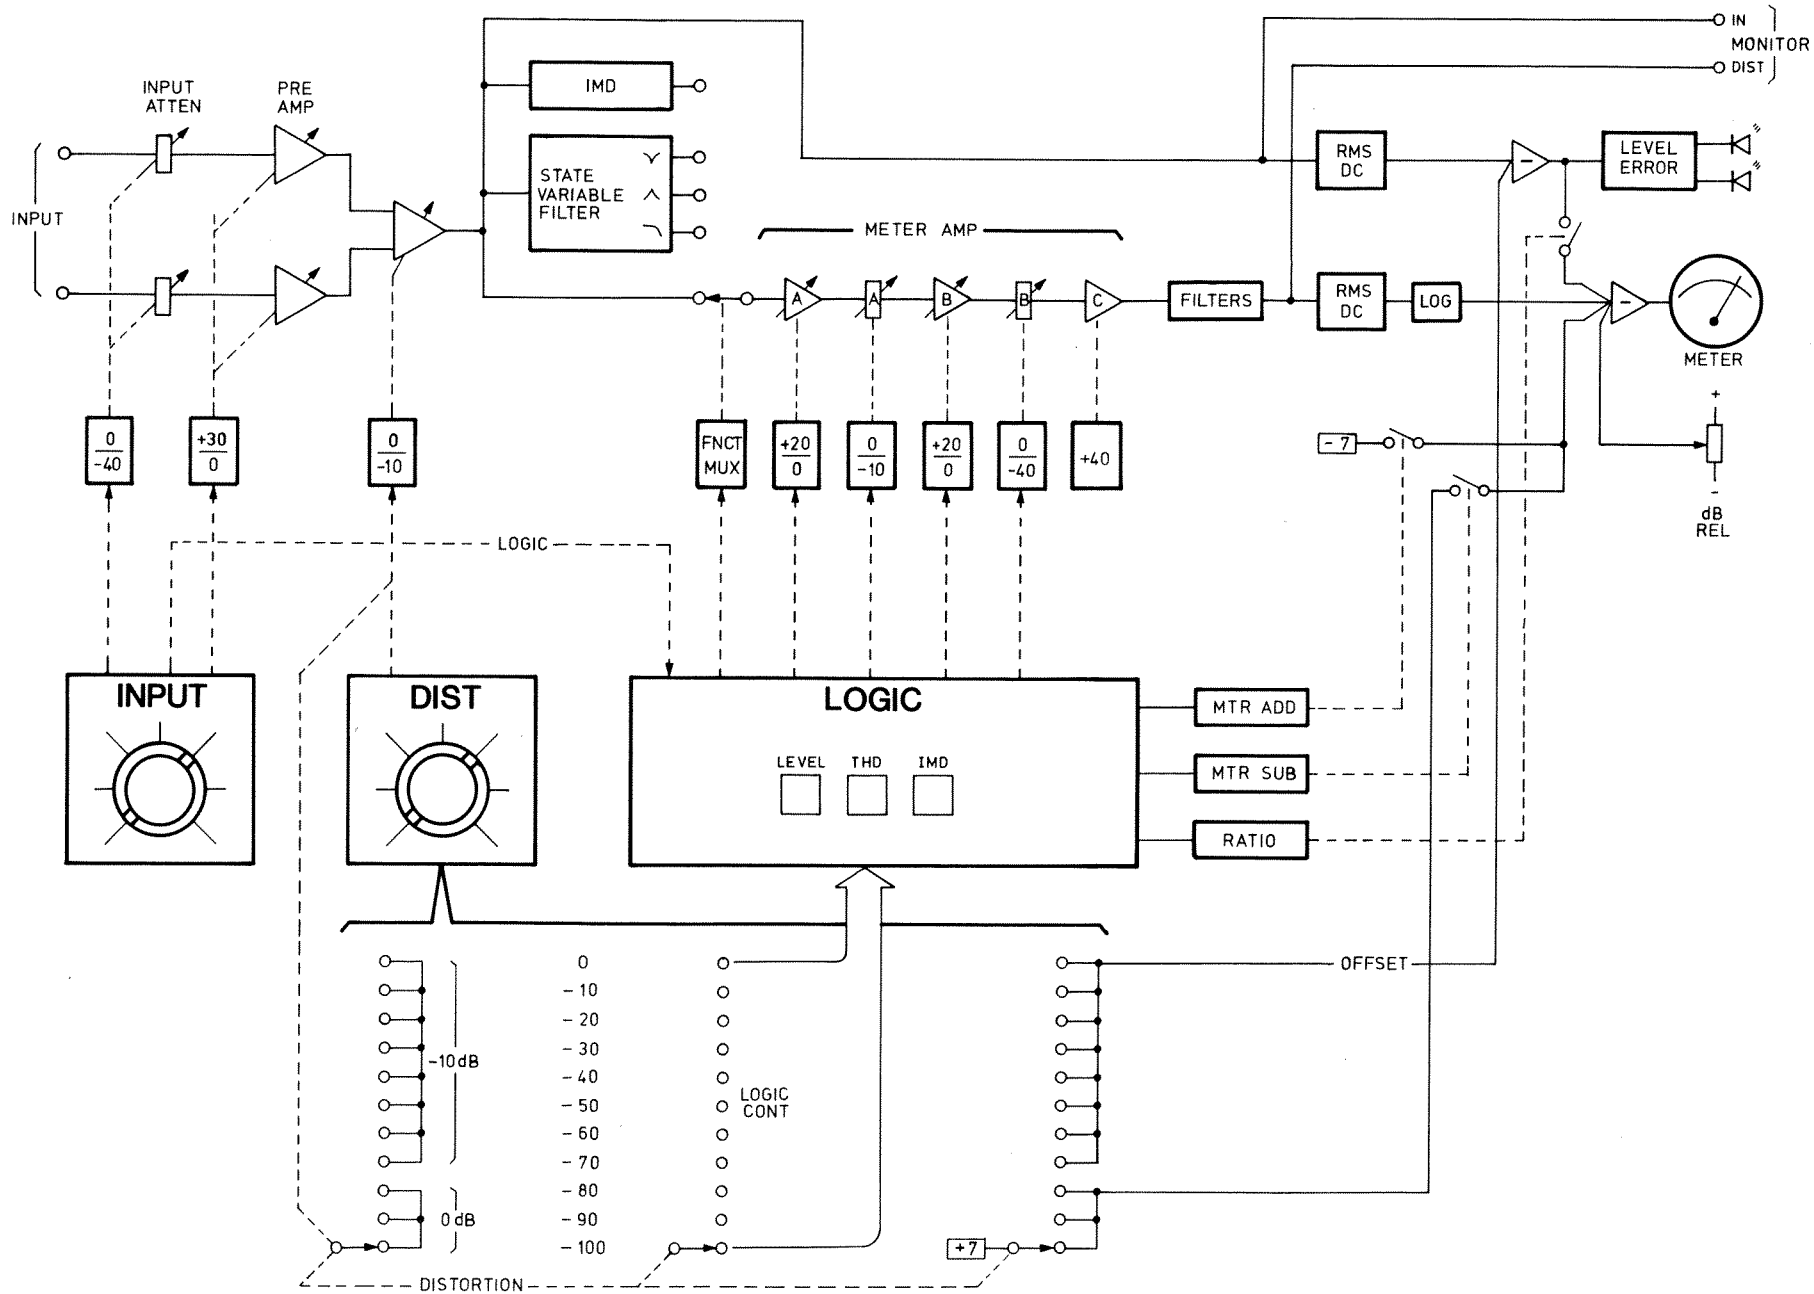 IN
MONITOR
DIST
INPUT
ATTEN
PRE
AMP
IMD
STATE
VARIABLE
FILTER
RMS
DC
LEVEL
ERROR
INPUT
METER AMP
A
A
B
B
C
FILTERS
RMS
DC
LOG
METER
0
-40
+30
0
0
-10
FNCT
MUX
+20
0
0
-10
+20
0
0
-40
+40
-7
+
-
dB
REL
LOGIC
INPUT
DIST
LOGIC
LEVEL
THD
IMD
MTR ADD
MTR SUB
RATIO
0
-10
-20
-30
-40
-50
-60
-70
-80
-90
-100
-10dB
0dB
LOGIC
CONT
OFFSET
+7
DISTORTION